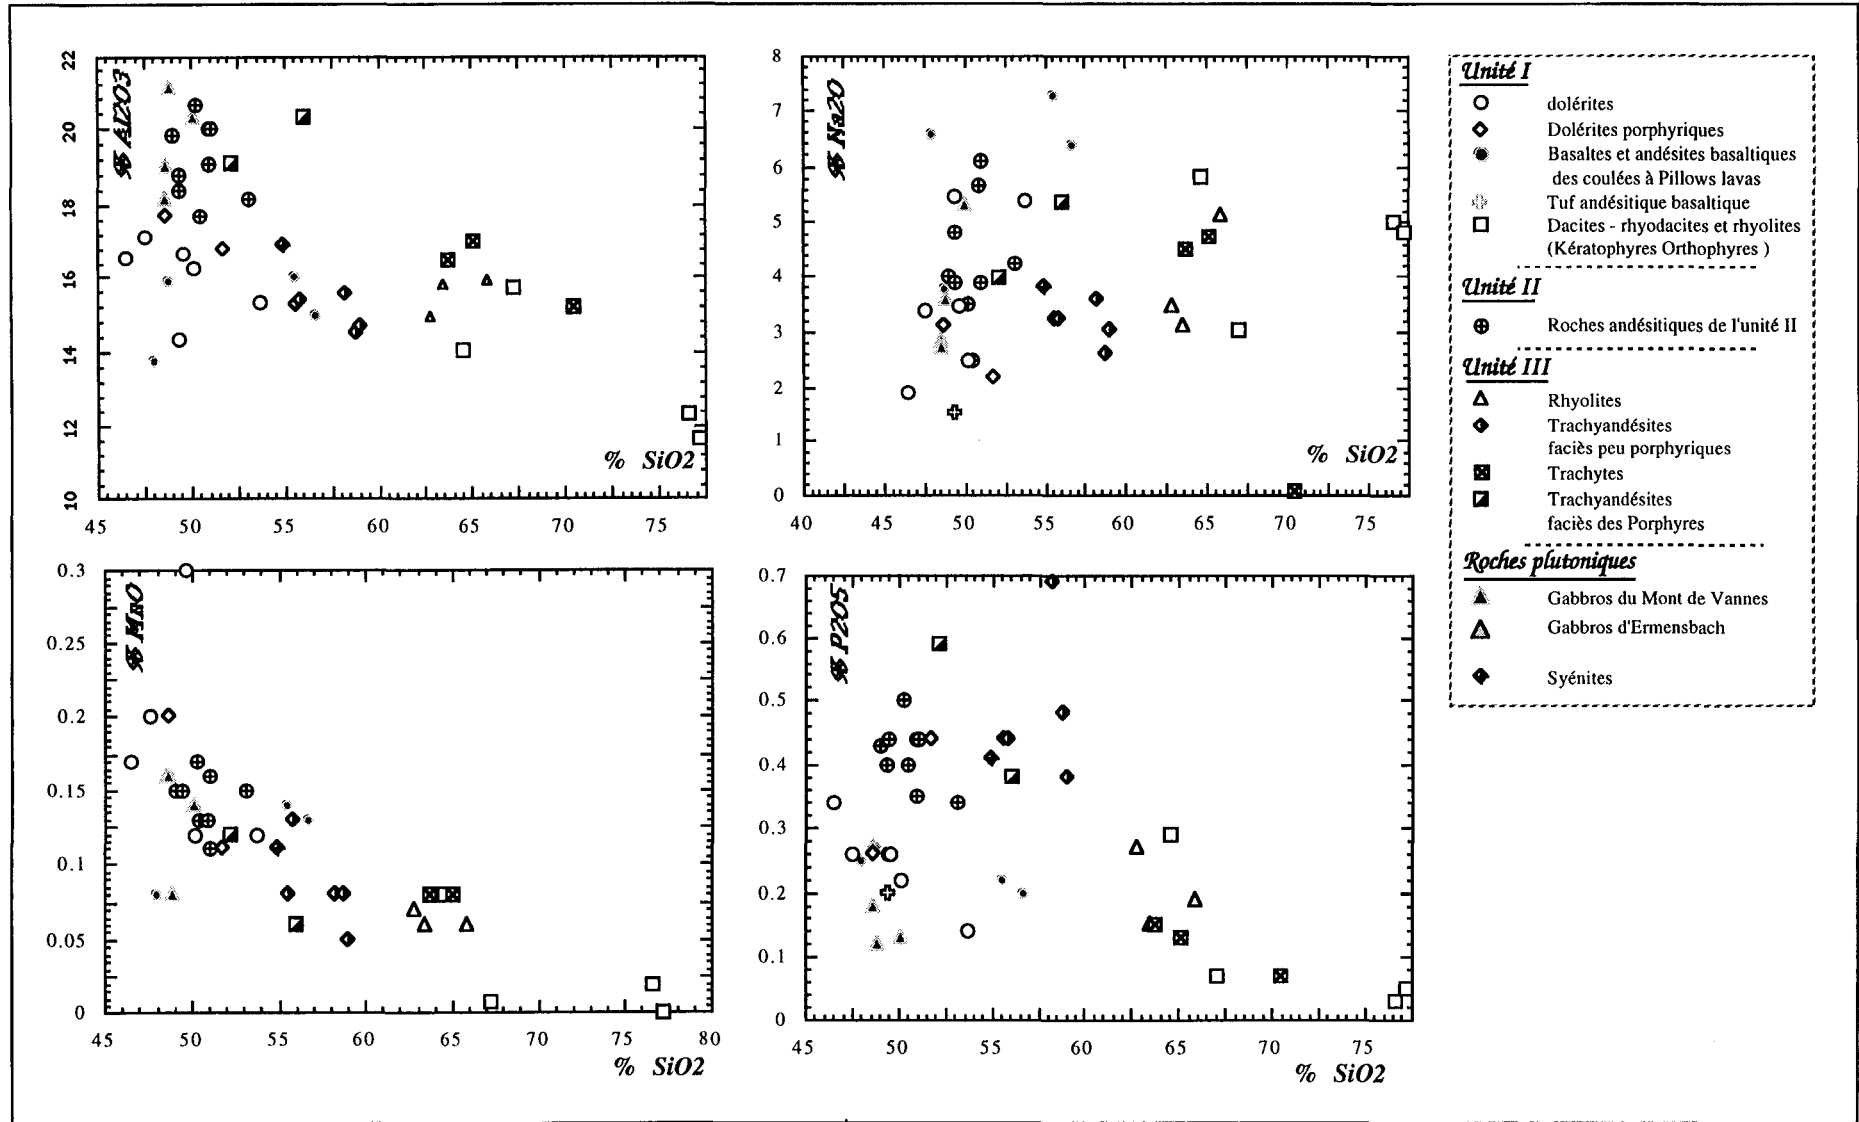 % Al2O3
22
20
18
16
14
12
10
45 50 55 60 65 70 75
% SiO2
% Na2O
8
7
6
5
4
3
2
1
0
40 45 50 55 60 65 70 75
% SiO2
% MnO
0.3
0.25
0.2
0.15
0.1
0.05
0
45 50 55 60 65 70 75 80
% SiO2
% P2O5
0.7
0.6
0.5
0.4
0.3
0.2
0.1
0
45 50 55 60 65 70 75
% SiO2
Unité I
dolérites
Dolérites porphyriques
Basaltes et andésites basaltiques
des coulées à Pillows lavas
Tuf andésitique basaltique
Dacites - rhyodacites et rhyolites
(Kératophyres Orthophyres )
Unité II
Roches andésitiques de l'unité II
Unité III
Rhyolites
Trachyandésites
faciès peu porphyriques
Trachytes
Trachyandésites
faciès des Porphyres
Roches plutoniques
Gabbros du Mont de Vannes
Gabbros d'Ermensbach
Syénites